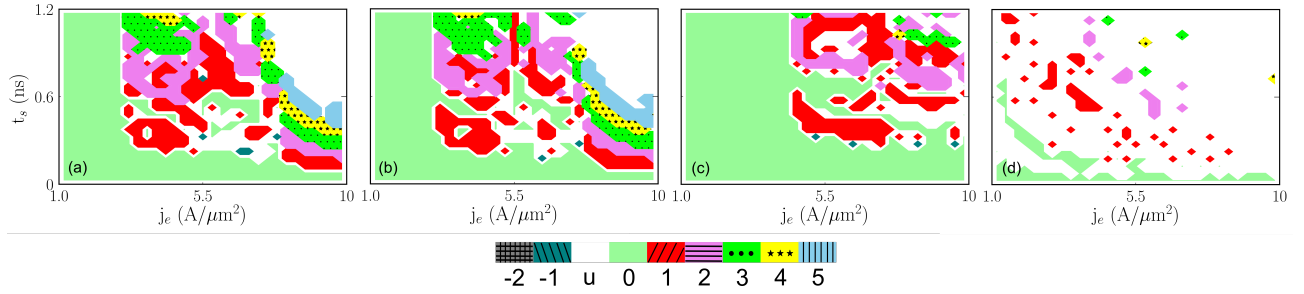 1.2
0.6
0
t_s (ns)
(a)
(b)
(c)
(d)
1.0 5.5 10
1.0 5.5 10
1.0 5.5 10
1.0 5.5 10
j_e (A/μm²)
j_e (A/μm²)
j_e (A/μm²)
j_e (A/μm²)
-2 -1 u 0 1 2 3 4 5